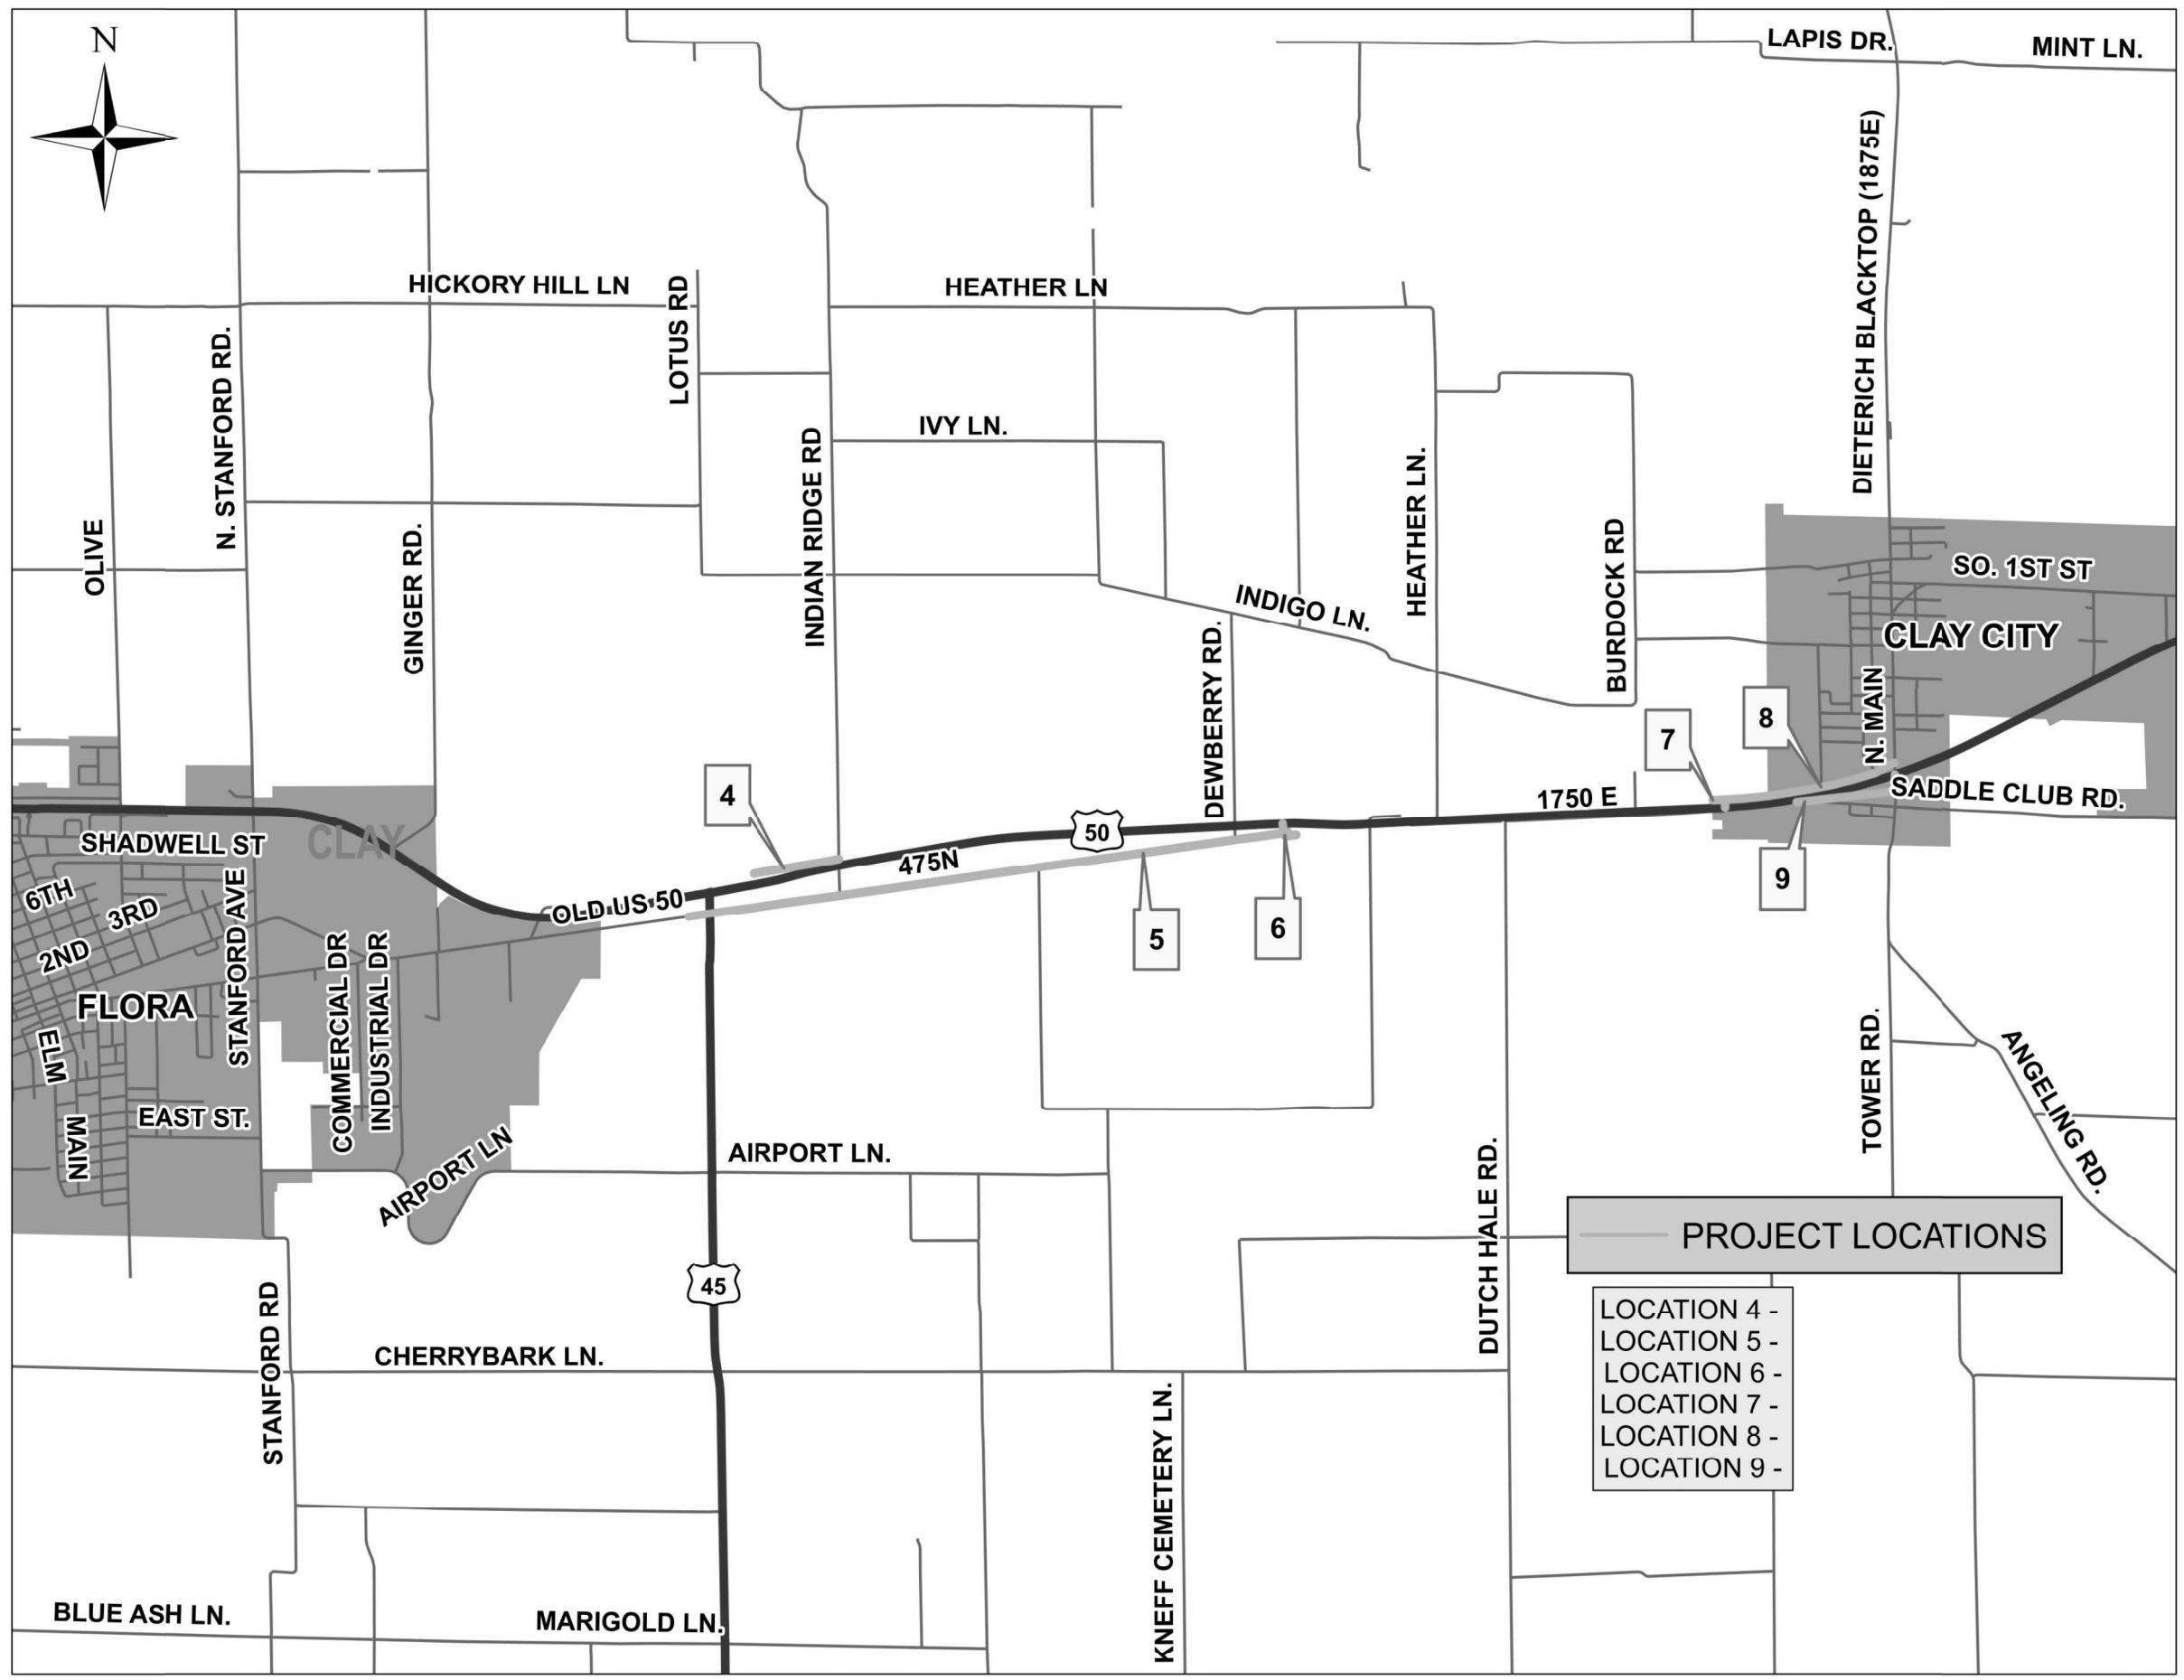 N
LAPIS DR.
MINT LN.
DIETERICH BLACKTOP (1875E)
HICKORY HILL LN
LOTUS RD
HEATHER LN
N. STANFORD RD.
IVY LN.
INDIAN RIDGE RD
HEATHER LN.
OLIVE
GINGER RD.
BURDOCK RD
SO. 1ST ST
INDIGO LN.
CLAY CITY
DEWBERRY RD.
N. MAIN
8
7
4
SADDLE CLUB RD.
1750 E
50
CLAY
SHADWELL ST
475N
9
6TH
3RD
STANFORD AVE
OLD US 50
5
6
2ND
COMMERCIAL DR
INDUSTRIAL DR
FLORA
ELM
TOWER RD.
ANGELING RD.
EAST ST.
MAIN
AIRPORT LN
AIRPORT LN.
DUTCH HALE RD.
PROJECT LOCATIONS
45
STANFORD RD
LOCATION 4 -
LOCATION 5 -
LOCATION 6 -
LOCATION 7 -
LOCATION 8 -
LOCATION 9 -
CHERRYBARK LN.
KNEFF CEMETERY LN.
BLUE ASH LN.
MARIGOLD LN.